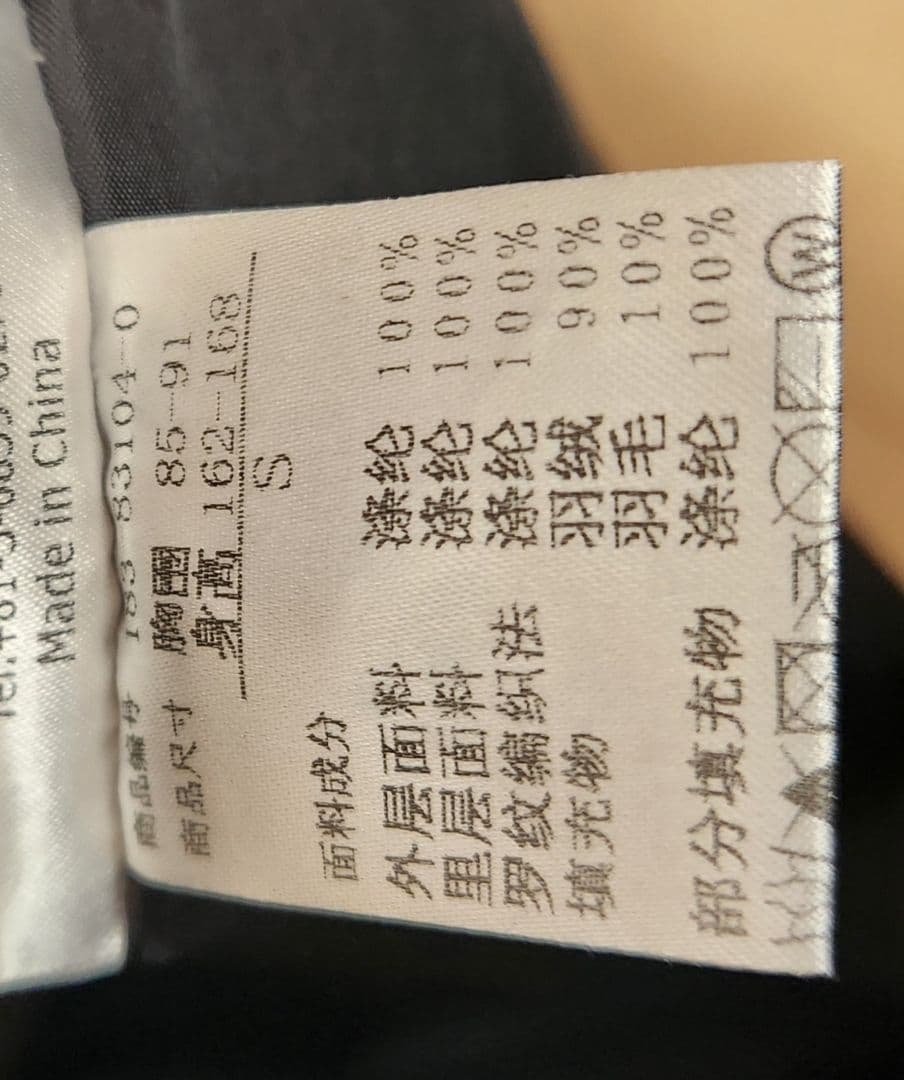 Made in China
商品編号 183 83104-0
商品尺寸 胸圍 85-91
身高 162-168
S
面料成分
外层面料 涤纶 100%
里层面料 涤纶 100%
罗纹编织法 涤纶 100%
填充物 羽绒 90%
羽毛 10%
部分填充物 涤纶 100%
W